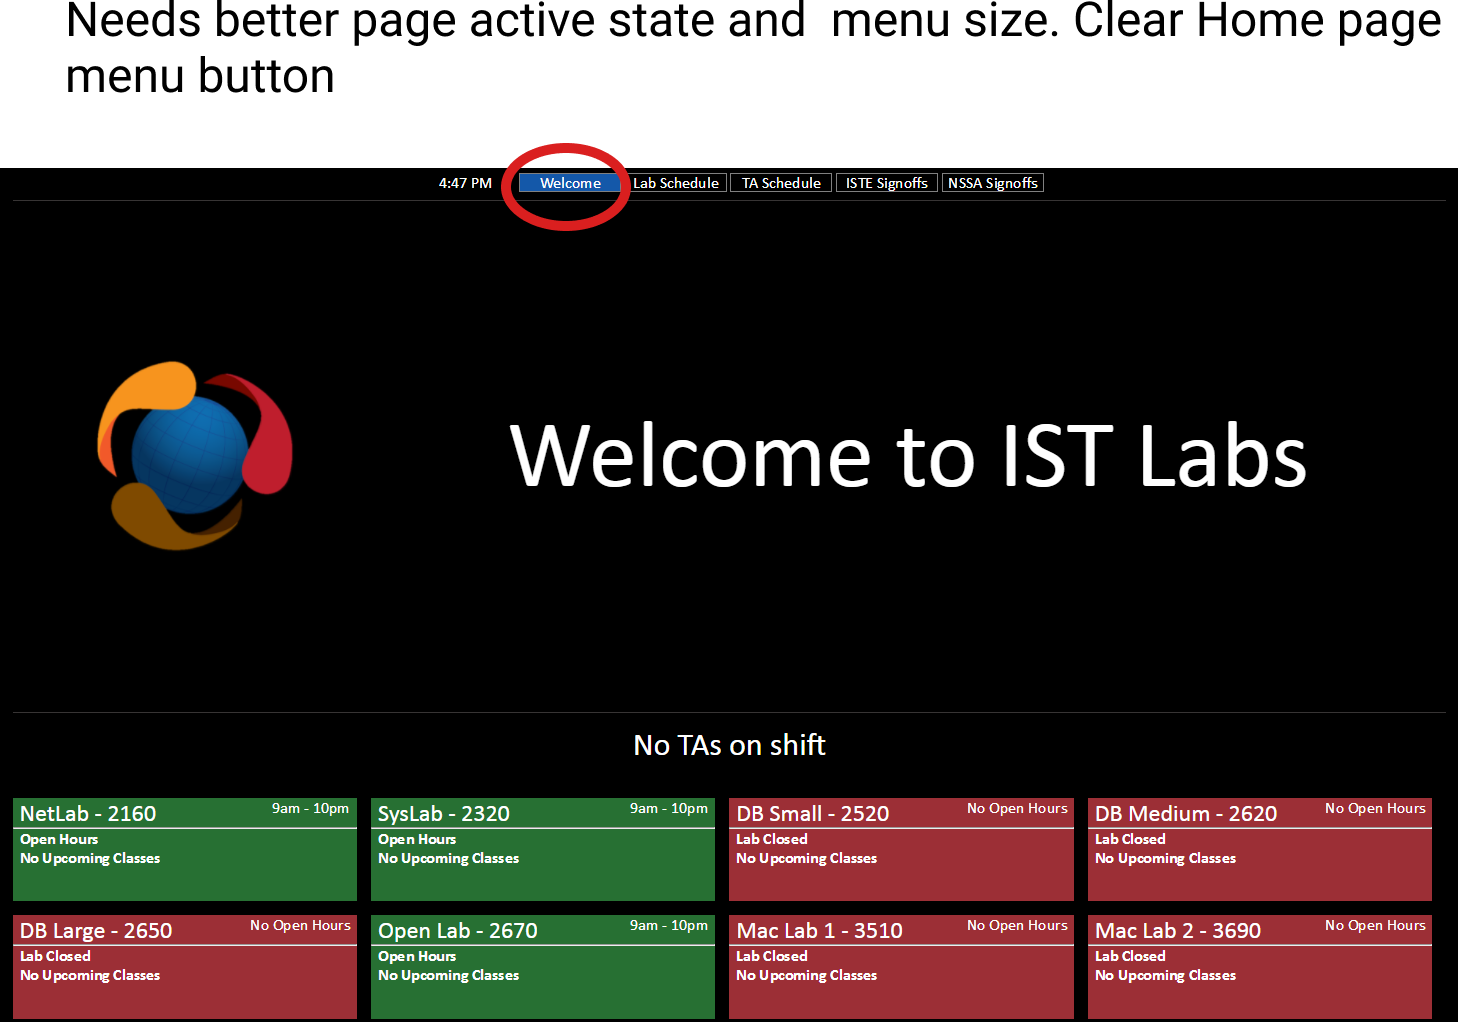 Needs better page active state and  menu size. Clear Home page
menu button
4:47 PM Welcome Lab Schedule TA Schedule ISTE Signoffs NSSA Signoffs
Welcome to IST Labs
No TAs on shift
NetLab - 2160 9am - 10pm
Open Hours
No Upcoming Classes
SysLab - 2320 9am - 10pm
Open Hours
No Upcoming Classes
DB Small - 2520 No Open Hours
Lab Closed
No Upcoming Classes
DB Medium - 2620 No Open Hours
Lab Closed
No Upcoming Classes
DB Large - 2650 No Open Hours
Lab Closed
No Upcoming Classes
Open Lab - 2670 9am - 10pm
Open Hours
No Upcoming Classes
Mac Lab 1 - 3510 No Open Hours
Lab Closed
No Upcoming Classes
Mac Lab 2 - 3690 No Open Hours
Lab Closed
No Upcoming Classes